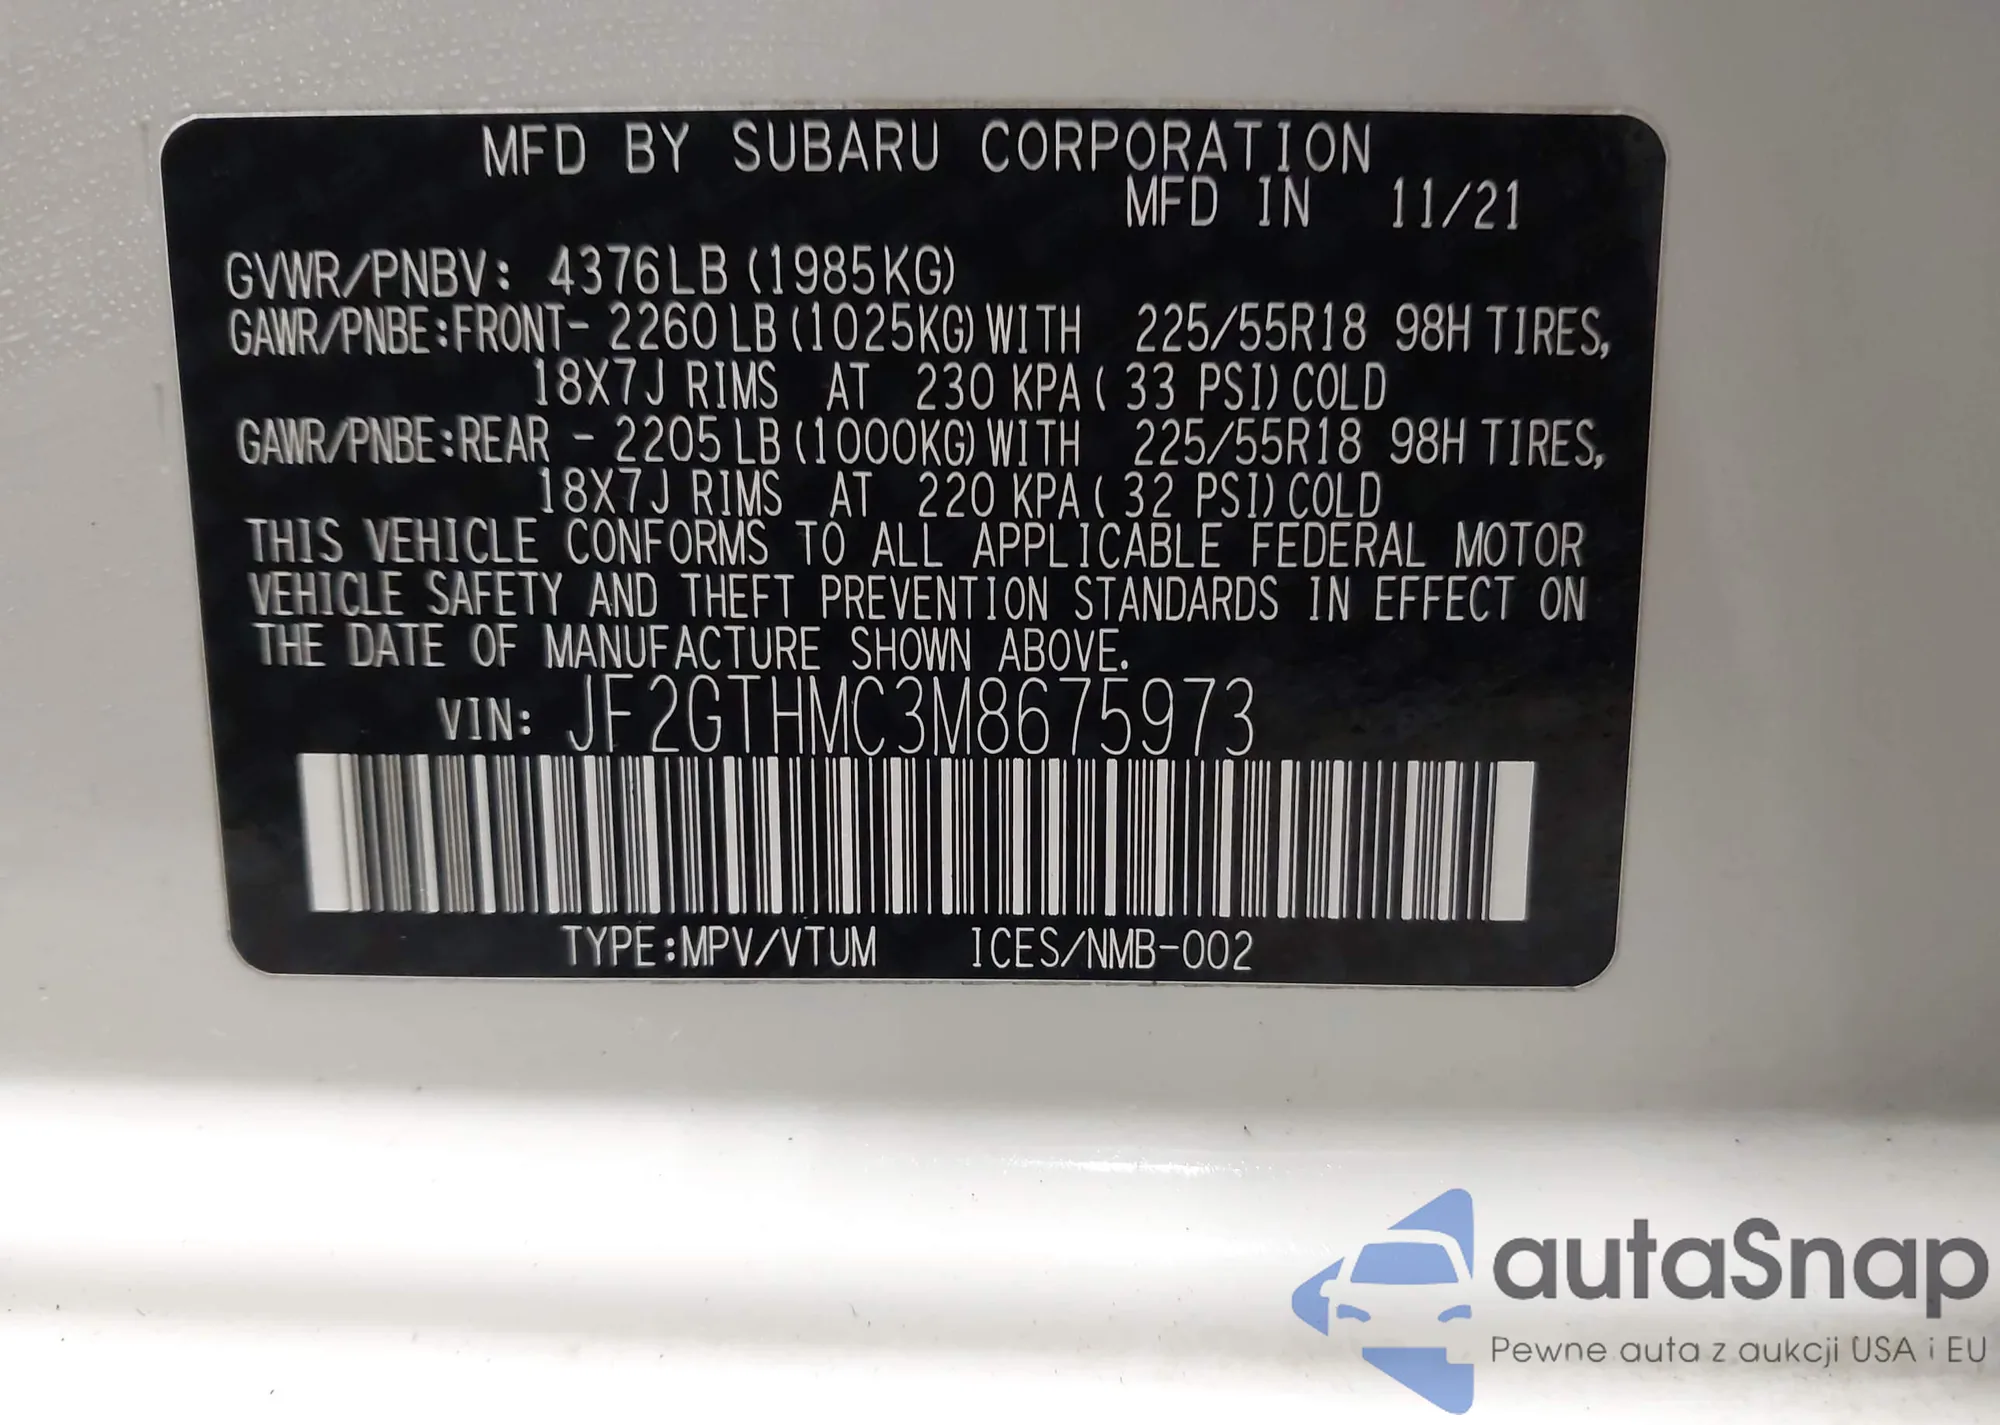 MFD BY SUBARU CORPORATION
MFD IN 11/21
GVWR/PNBV: 4376LB (1985KG)
GAWR/PNBE:FRONT- 2260LB (1025KG) WITH 225/55R18 98H TIRES,
18X7J RIMS AT 230 KPA ( 33 PSI) COLD
GAWR/PNBE:REAR - 2205LB (1000KG) WITH 225/55R18 98H TIRES,
18X7J RIMS AT 220 KPA ( 32 PSI) COLD
THIS VEHICLE CONFORMS TO ALL APPLICABLE FEDERAL MOTOR
VEHICLE SAFETY AND THEFT PREVENTION STANDARDS IN EFFECT ON
THE DATE OF MANUFACTURE SHOWN ABOVE.
VIN: JF2GTHMC3M8675973
TYPE:MPV/VTUM ICES/NMB-002
autaSnap
Pewne auta z aukcji USA i EU